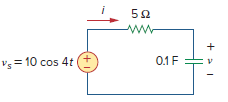 i
5 Ω
vs = 10 cos 4t
+
−
0.1 F
+
v
−